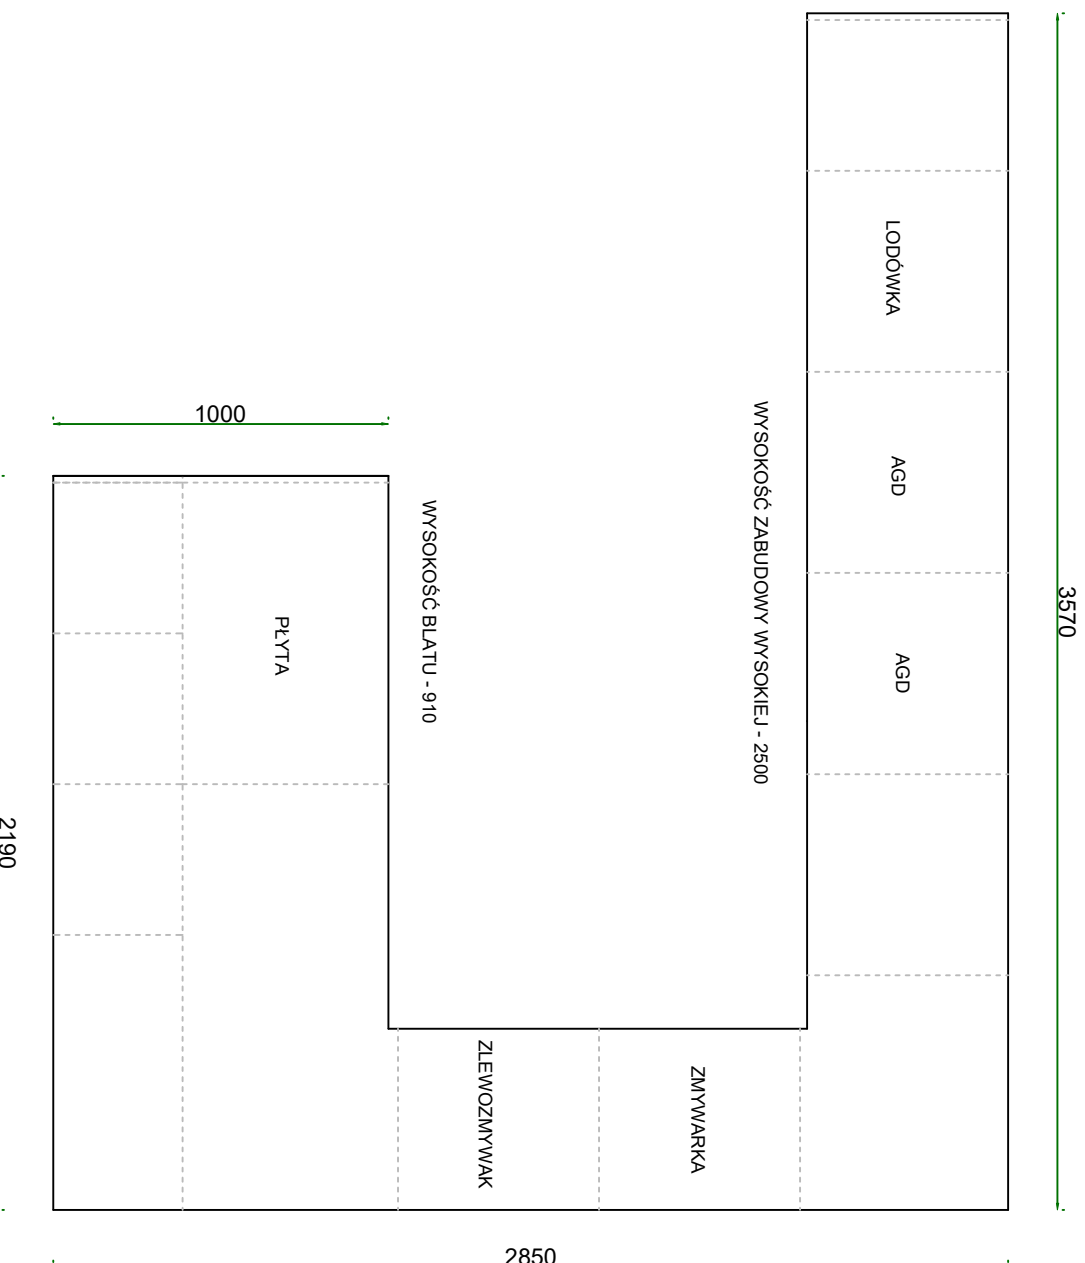 LODÓWKA
1000
WYSOKOŚĆ ZABUDOWY WYSOKIEJ - 2500
AGD
WYSOKOŚĆ BLATU - 910
3570
PŁYTA
AGD
2190
ZLEWOZMYWAK
ZMYWARKA
2850